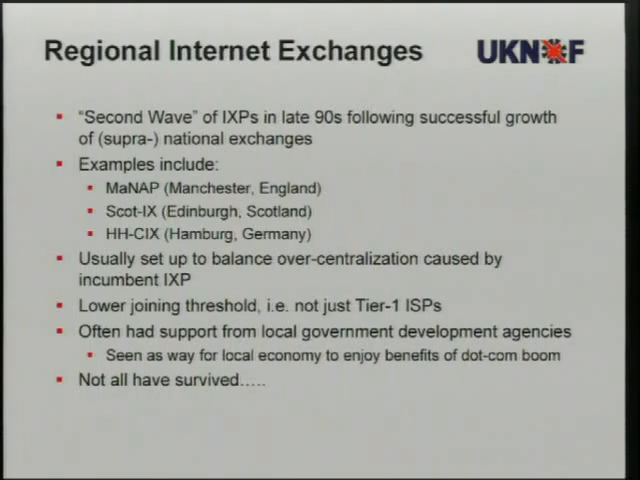 Regional Internet Exchanges
UKNOF
"Second Wave" of IXPs in late 90s following successful growth
of (supra-) national exchanges
Examples include:
MaNAP (Manchester, England)
Scot-IX (Edinburgh, Scotland)
HH-CIX (Hamburg, Germany)
Usually set up to balance over-centralization caused by
incumbent IXP
Lower joining threshold, i.e. not just Tier-1 ISPs
Often had support from local government development agencies
Seen as way for local economy to enjoy benefits of dot-com boom
Not all have survived…..